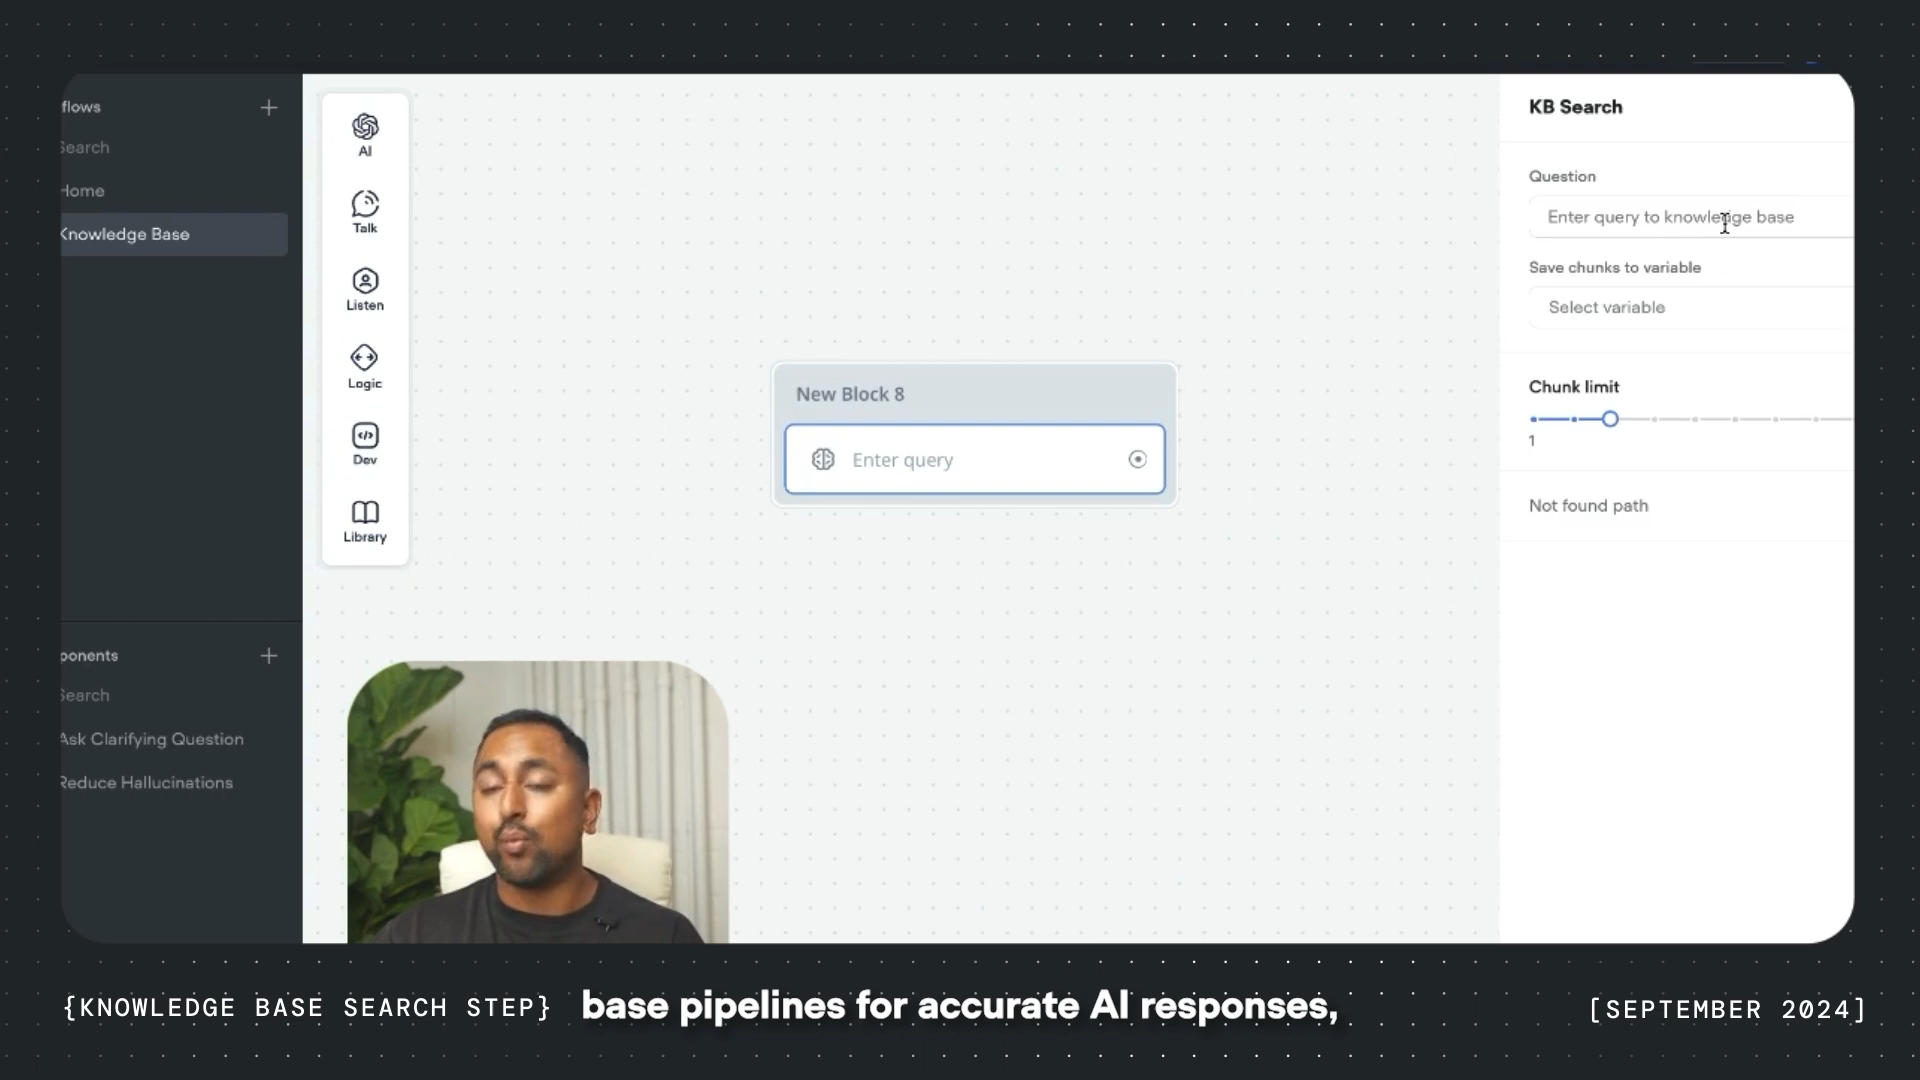 flows
Search
Home
Knowledge Base
ponents
Search
Ask Clarifying Question
Reduce Hallucinations
AI
Talk
Listen
Logic
Dev
Library
New Block 8
Enter query
KB Search
Question
Enter query to knowledge base
Save chunks to variable
Select variable
Chunk limit
1
Not found path
{KNOWLEDGE BASE SEARCH STEP}
base pipelines for accurate AI responses,
[SEPTEMBER 2024]